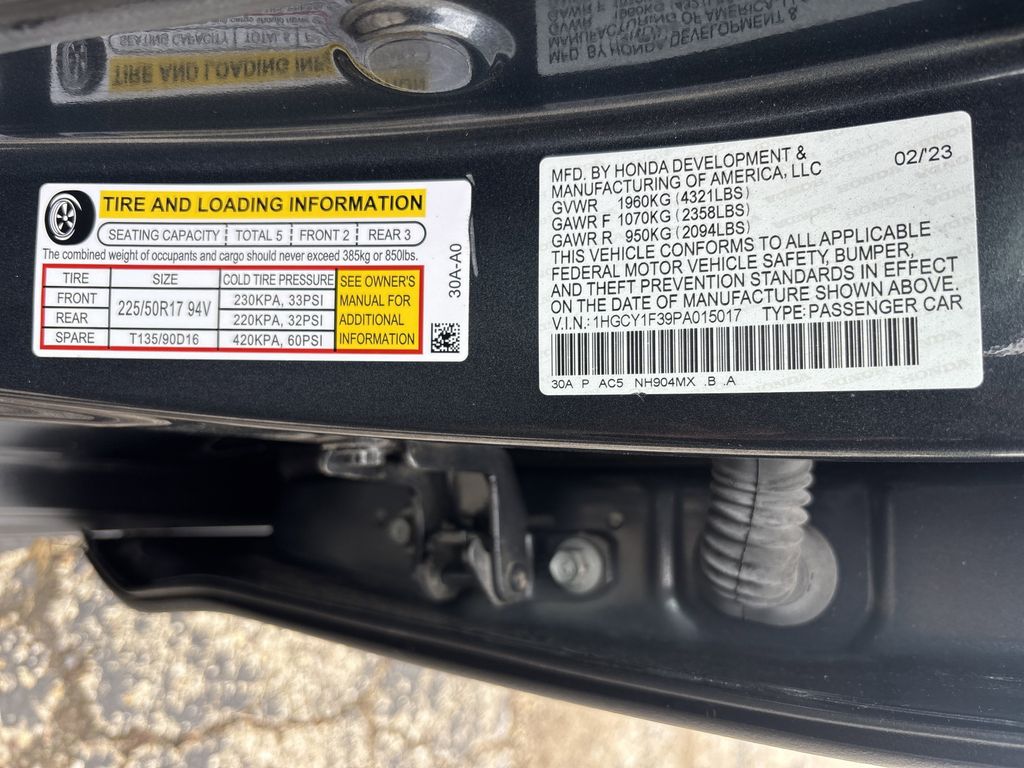 TIRE AND LOADING INFORMATION
SEATING CAPACITY TOTAL 5 FRONT 2 REAR 3
The combined weight of occupants and cargo should never exceed 385kg or 850lbs.
TIRE SIZE COLD TIRE PRESSURE SEE OWNER'S
FRONT 225/50R17 94V 230KPA, 33PSI MANUAL FOR
REAR 220KPA, 32PSI ADDITIONAL
SPARE T135/90D16 420KPA, 60PSI INFORMATION
30A-A0
MFD. BY HONDA DEVELOPMENT & 02/'23
MANUFACTURING OF AMERICA, LLC
GVWR 1960KG (4321LBS)
GAWR F 1070KG (2358LBS)
GAWR R 950KG (2094LBS)
THIS VEHICLE CONFORMS TO ALL APPLICABLE
FEDERAL MOTOR VEHICLE SAFETY, BUMPER,
AND THEFT PREVENTION STANDARDS IN EFFECT
ON THE DATE OF MANUFACTURE SHOWN ABOVE.
V.I.N.: 1HGCY1F39PA015017 TYPE: PASSENGER CAR
30A P AC5 NH904MX .B .A